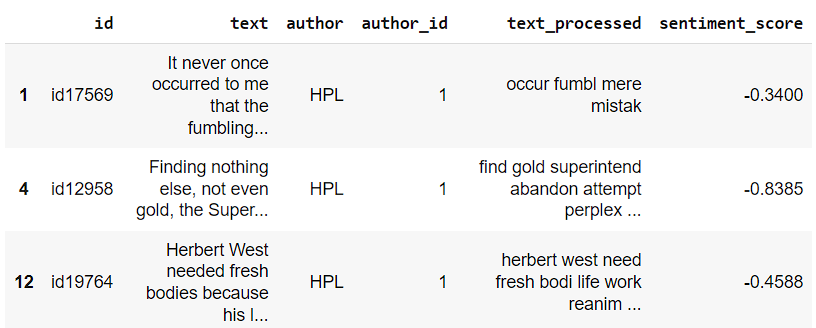 id text author author_id text_processed sentiment_score
1 id17569 It never once occurred to me that the fumbling... HPL 1 occur fumbl mere mistak -0.3400
4 id12958 Finding nothing else, not even gold, the Super... HPL 1 find gold superintend abandon attempt perplex ... -0.8385
12 id19764 Herbert West needed fresh bodies because his l... HPL 1 herbert west need fresh bodi life work reanim ... -0.4588